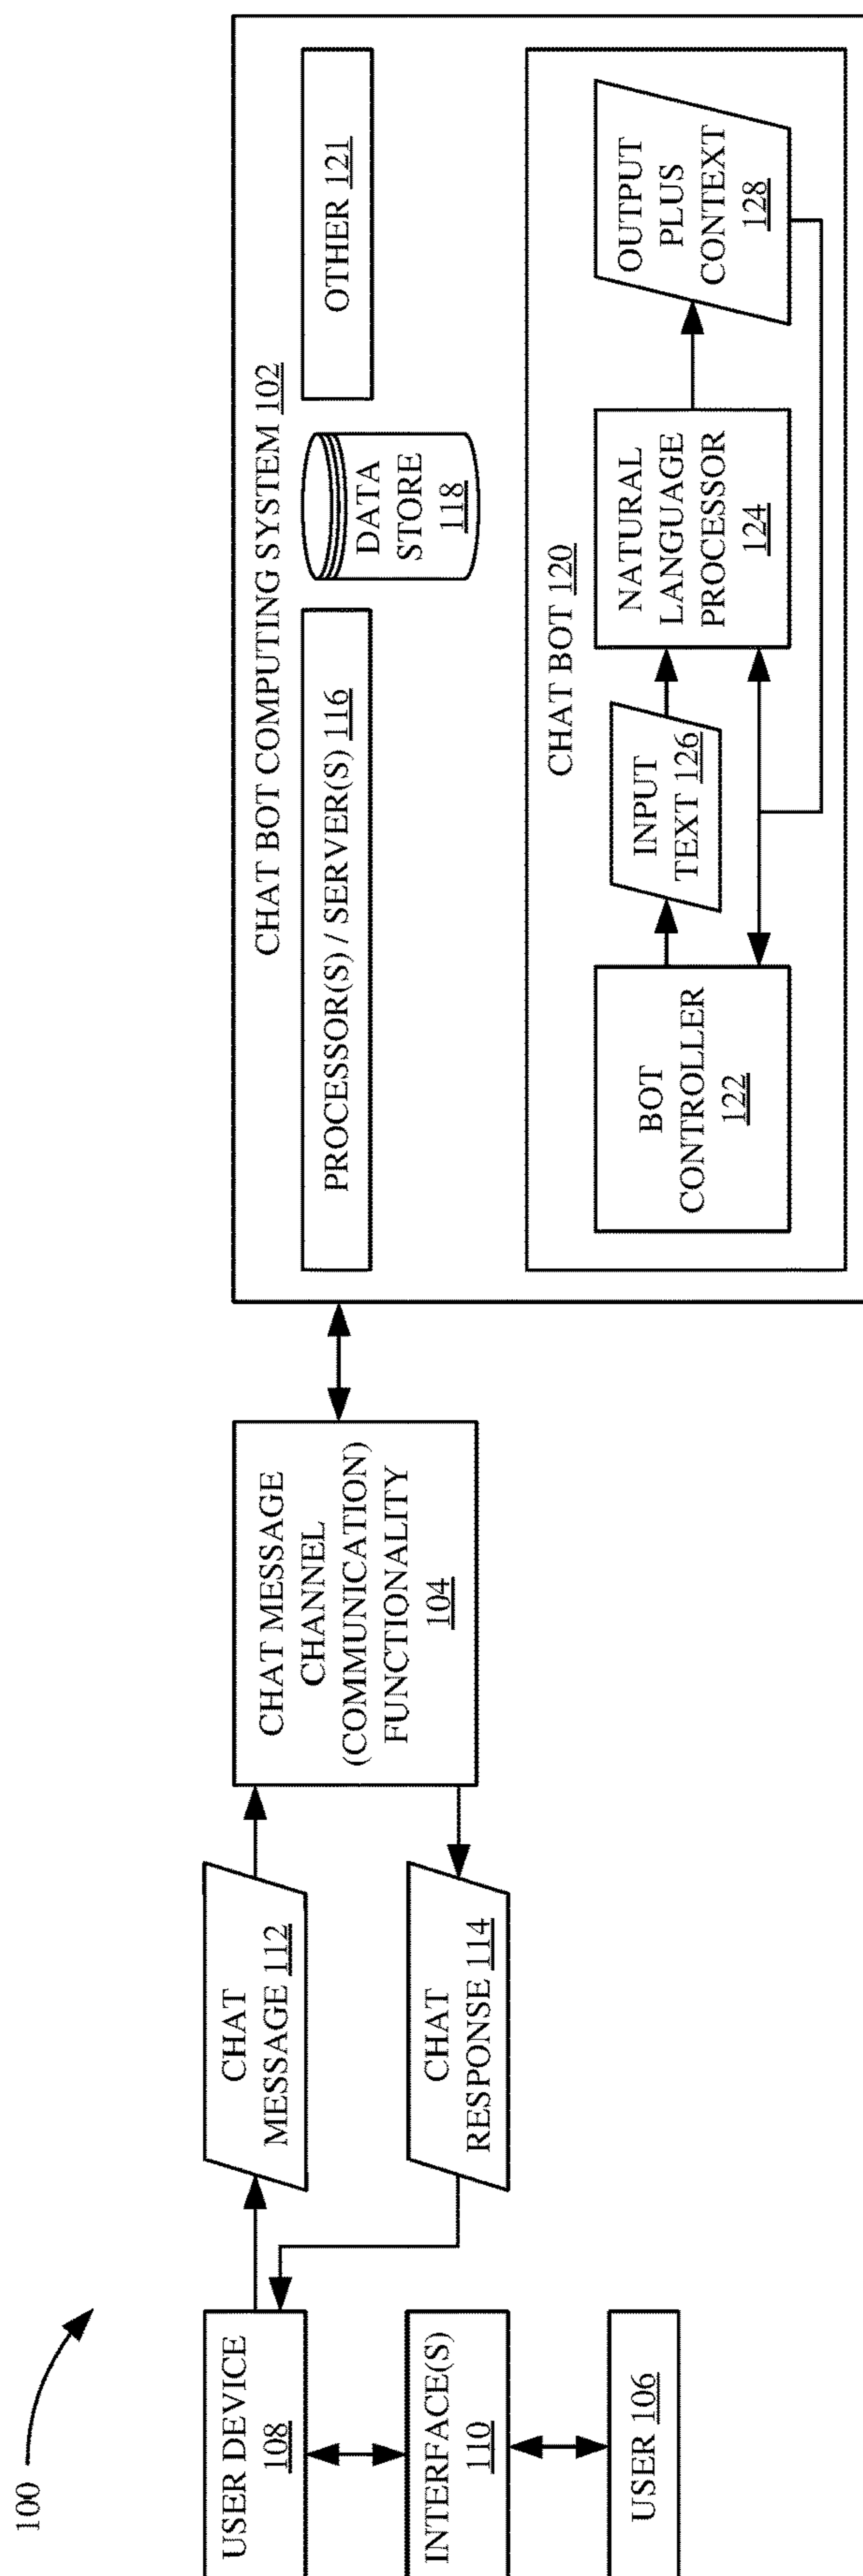 100
USER DEVICE
108
INTERFACE(S)
110
USER 106
CHAT
MESSAGE 112
CHAT
RESPONSE 114
CHAT MESSAGE
CHANNEL
(COMMUNICATION)
FUNCTIONALITY
104
CHAT BOT COMPUTING SYSTEM 102
PROCESSOR(S) / SERVER(S) 116
DATA
STORE
118
OTHER 121
CHAT BOT 120
BOT
CONTROLLER
122
INPUT
TEXT 126
NATURAL
LANGUAGE
PROCESSOR
124
OUTPUT
PLUS
CONTEXT
128